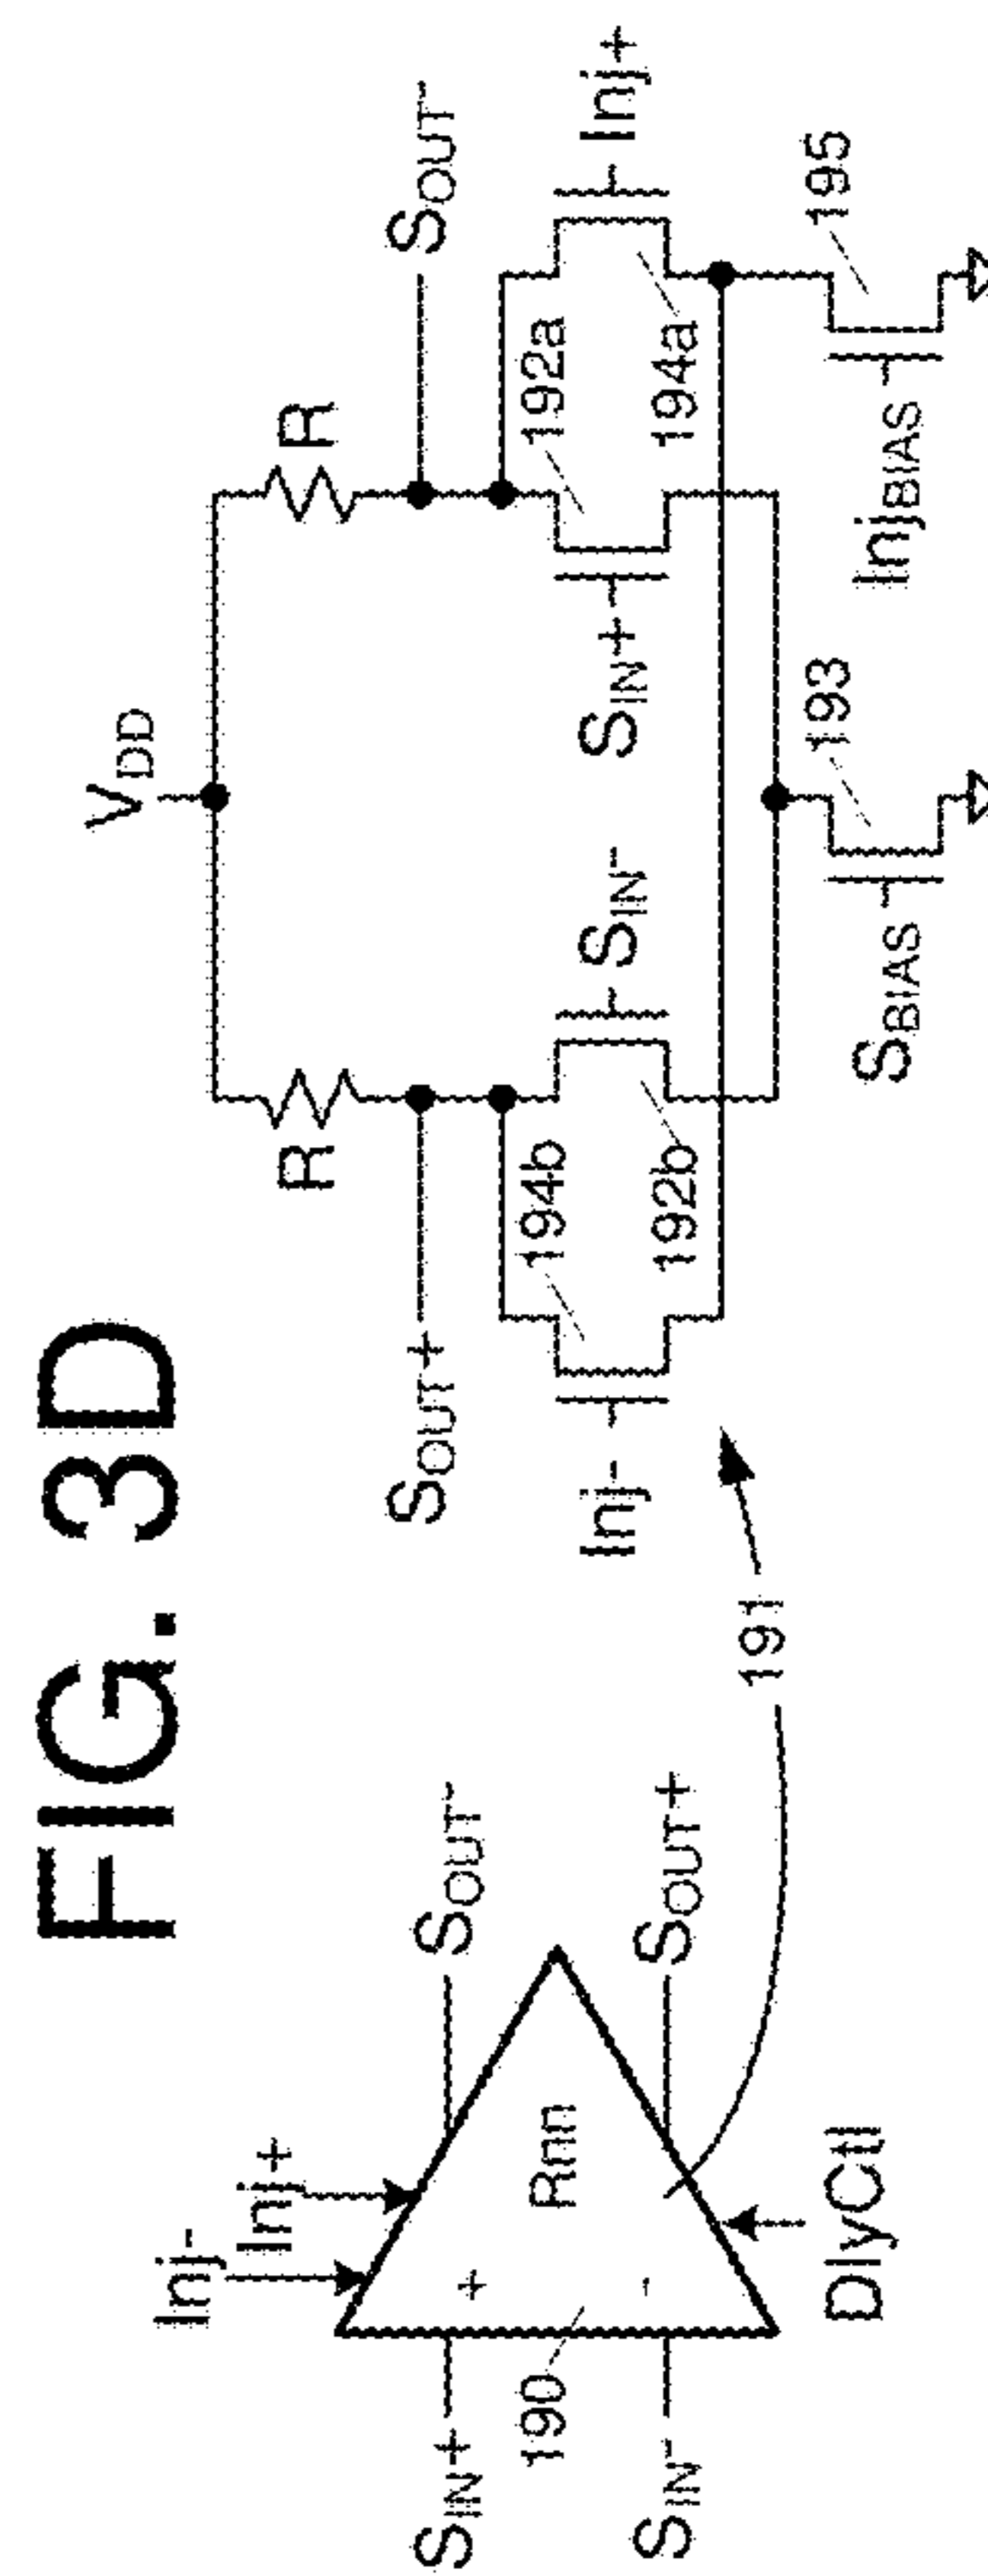 FIG. 3D
Inj-
Inj+
SIN+
SIN-
190
+
-
Rnn
SOUT-
SOUT+
DlyCtl
191
VDD
R
R
SOUT+
SOUT-
194b
192a
Inj-
SIN-
SIN+
Inj+
192b
194a
193
195
SBIAS
InjBIAS